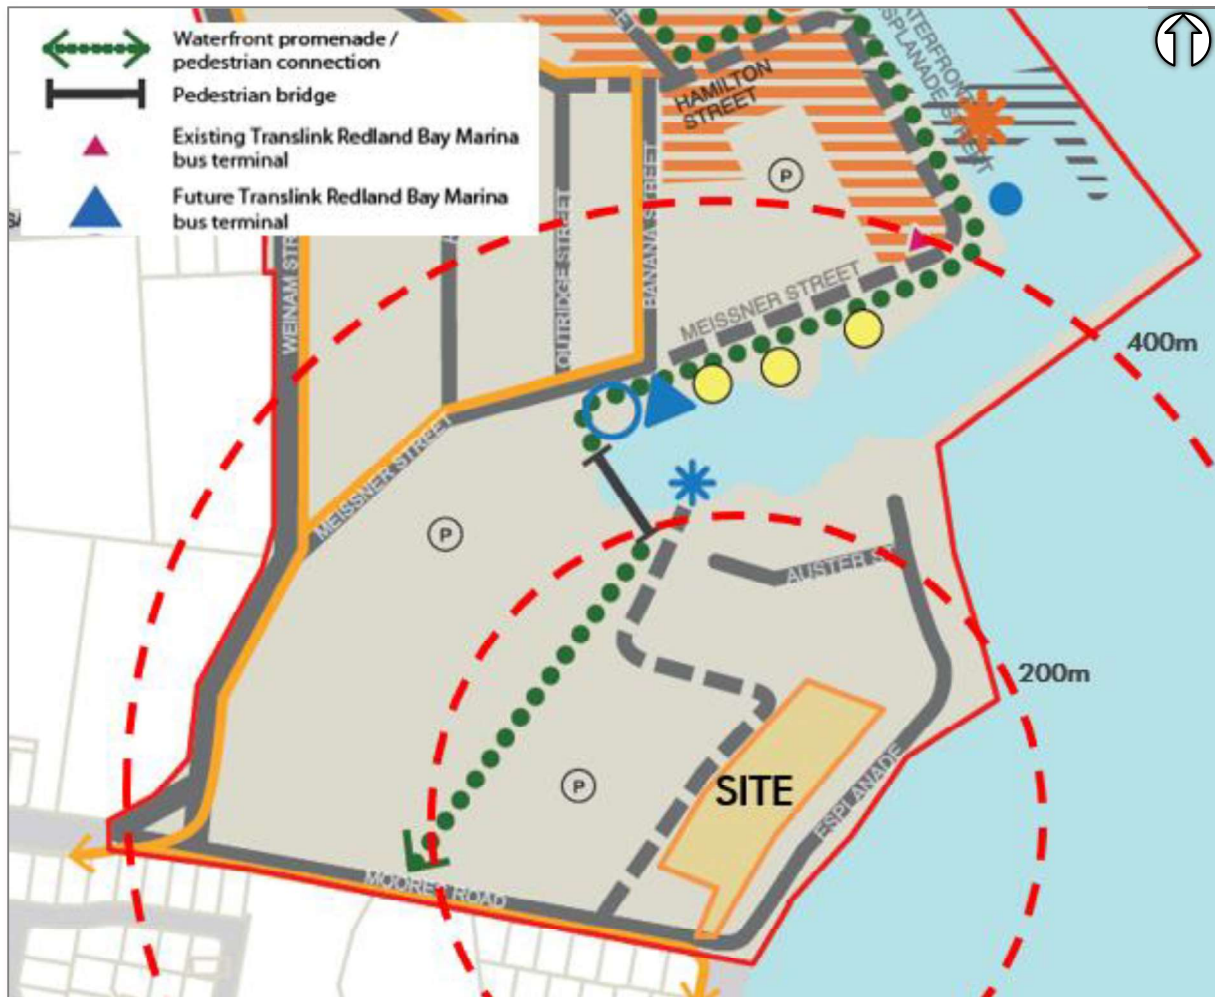 Waterfront promenade /
pedestrian connection
Pedestrian bridge
Existing Translink Redland Bay Marina
bus terminal
Future Translink Redland Bay Marina
bus terminal
HAMILTON
STREET
ESPLANADE STREET
P
BANANA STREET
OUTRIDGE STREET
WEINAM STR
MEISSNER STREET
400m
MEISSNER STREET
P
AUSTER ST
200m
P
SITE
ESPLANADE
MOORES ROAD